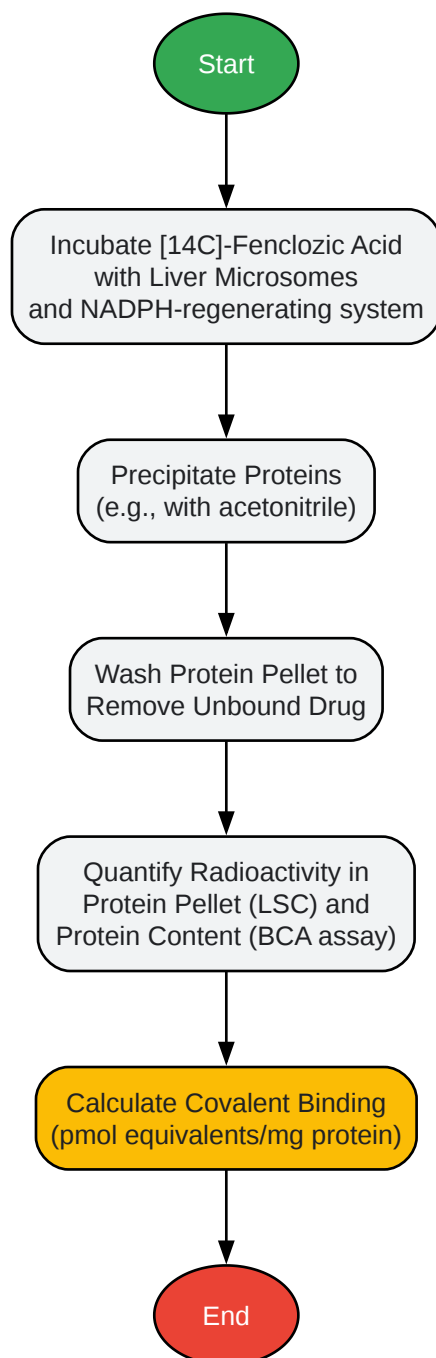 Start
Incubate [14C]-Fenclozic Acid
with Liver Microsomes
and NADPH-regenerating system
Precipitate Proteins
(e.g., with acetonitrile)
Wash Protein Pellet to
Remove Unbound Drug
Quantify Radioactivity in
Protein Pellet (LSC) and
Protein Content (BCA assay)
Calculate Covalent Binding
(pmol equivalents/mg protein)
End